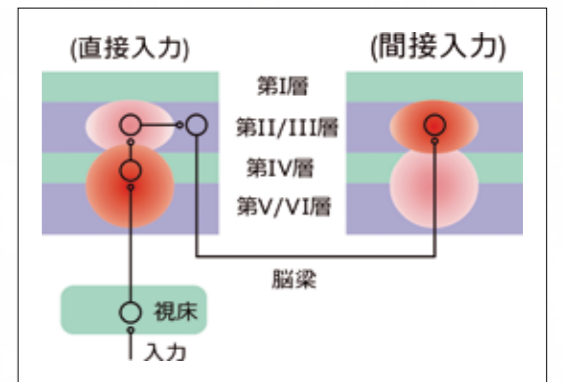 (直接入力)
(間接入力)
第I層
第II/III層
第IV層
第V/VI層
脳梁
視床
入力